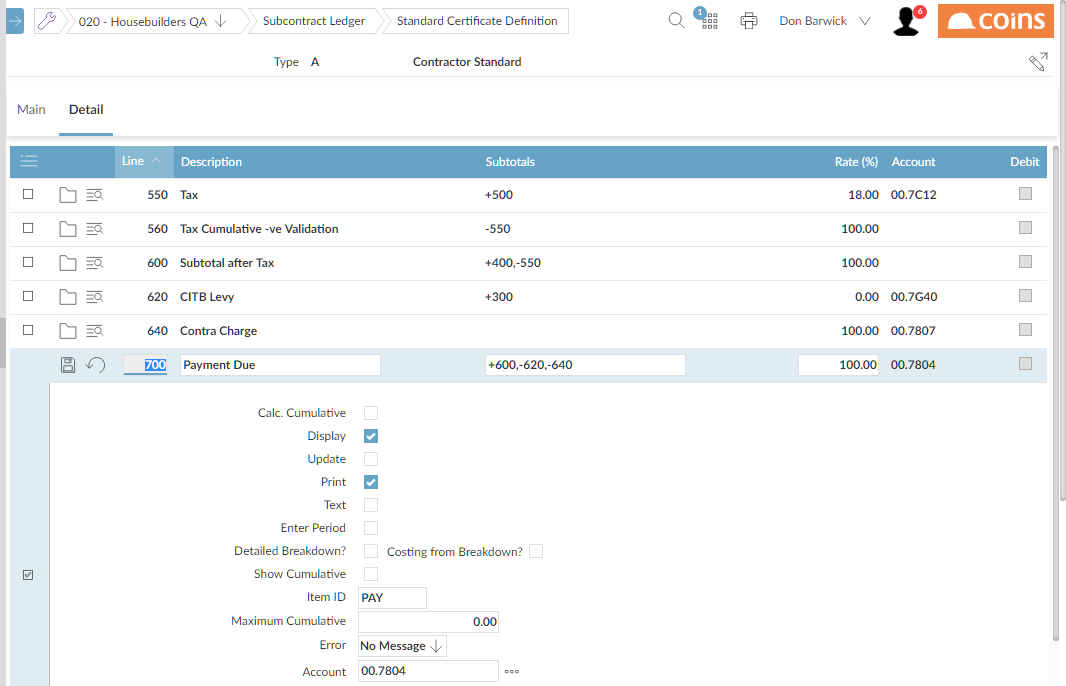 020 - Housebuilders QA Subcontract Ledger Standard Certificate Definition 1 Don Barwick 6 coins
Type A Contractor Standard
Main Detail
Line Description Subtotals Rate (%) Account Debit
550 Tax +500 18.00 00.7C12
560 Tax Cumulative -ve Validation -550 100.00
600 Subtotal after Tax +400,-550 100.00
620 CITB Levy +300 0.00 00.7G40
640 Contra Charge 100.00 00.7807
700 Payment Due +600,-620,-640 100.00 00.7804
Calc. Cumulative
Display
Update
Print
Text
Enter Period
Detailed Breakdown? Costing from Breakdown?
Show Cumulative
Item ID PAY
Maximum Cumulative 0.00
Error No Message
Account 00.7804